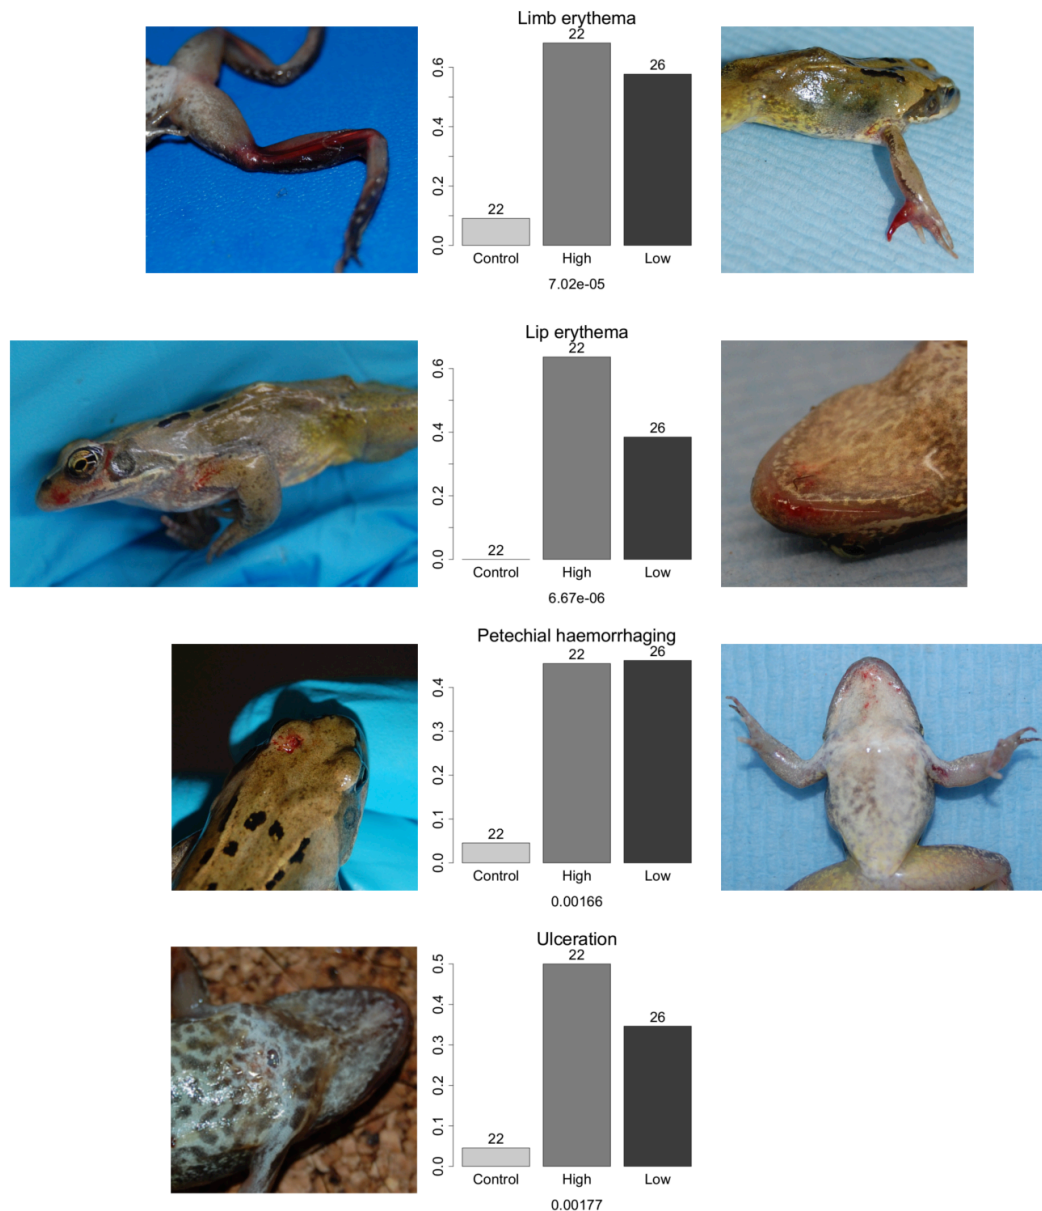 Limb erythema
22
26
22
0.0 0.2 0.4 0.6
Control High Low
7.02e-05
Lip erythema
22
26
22
0.0 0.2 0.4 0.6
Control High Low
6.67e-06
Petechial haemorrhaging
22 26
22
0.0 0.1 0.2 0.3 0.4
Control High Low
0.00166
Ulceration
22
26
22
0.0 0.1 0.2 0.3 0.4 0.5
Control High Low
0.00177